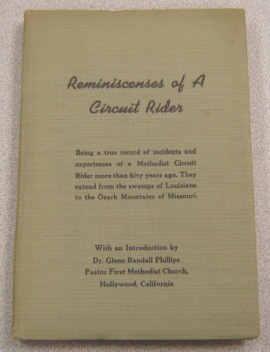 Reminiscenses of A
Circuit Rider
Being a true record of incidents and
experiences of a Methodist Circuit
Rider more than fifty years ago. They
extend from the swamps of Louisiana
to the Ozark Mountains of Missouri.
With an Introduction by
Dr. Glenn Randall Phillips
Pastor First Methodist Church,
Hollywood, California